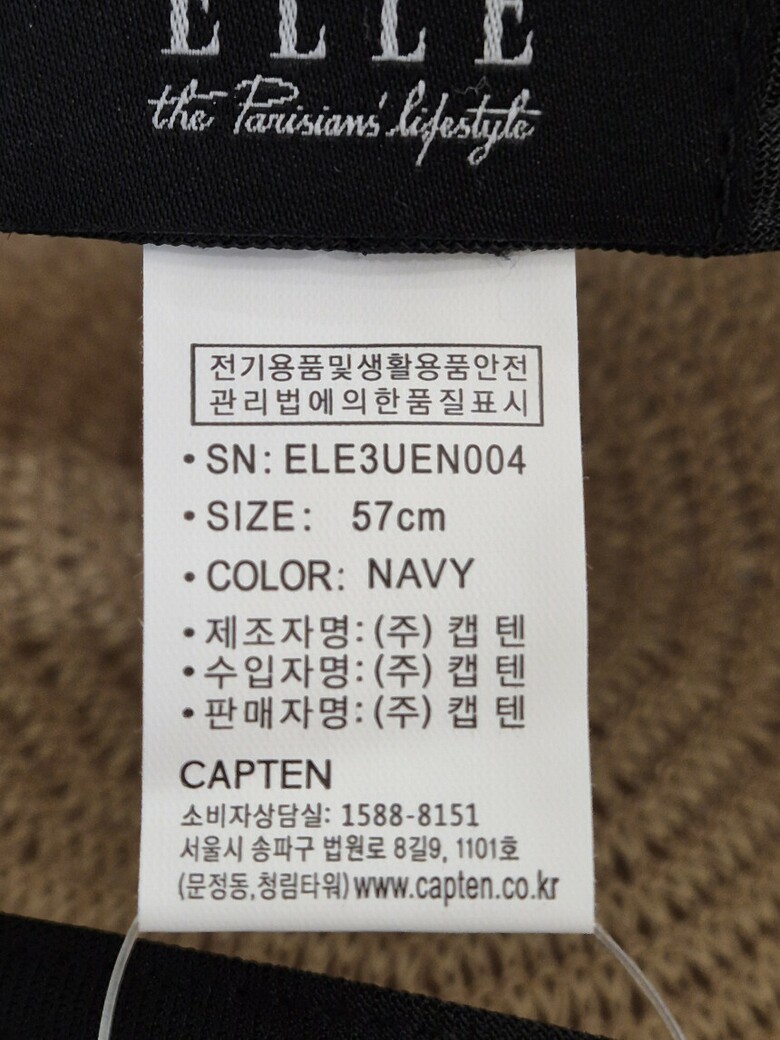 ELLE
the Parisians' lifestyle
전기용품및생활용품안전
관리법에의한품질표시
• SN: ELE3UEN004
• SIZE: 57cm
• COLOR: NAVY
• 제조자명: (주) 캡텐
• 수입자명: (주) 캡텐
• 판매자명: (주) 캡텐
CAPTEN
소비자상담실: 1588-8151
서울시 송파구 법원로 8길9, 1101호
(문정동,청림타워) www.capten.co.kr